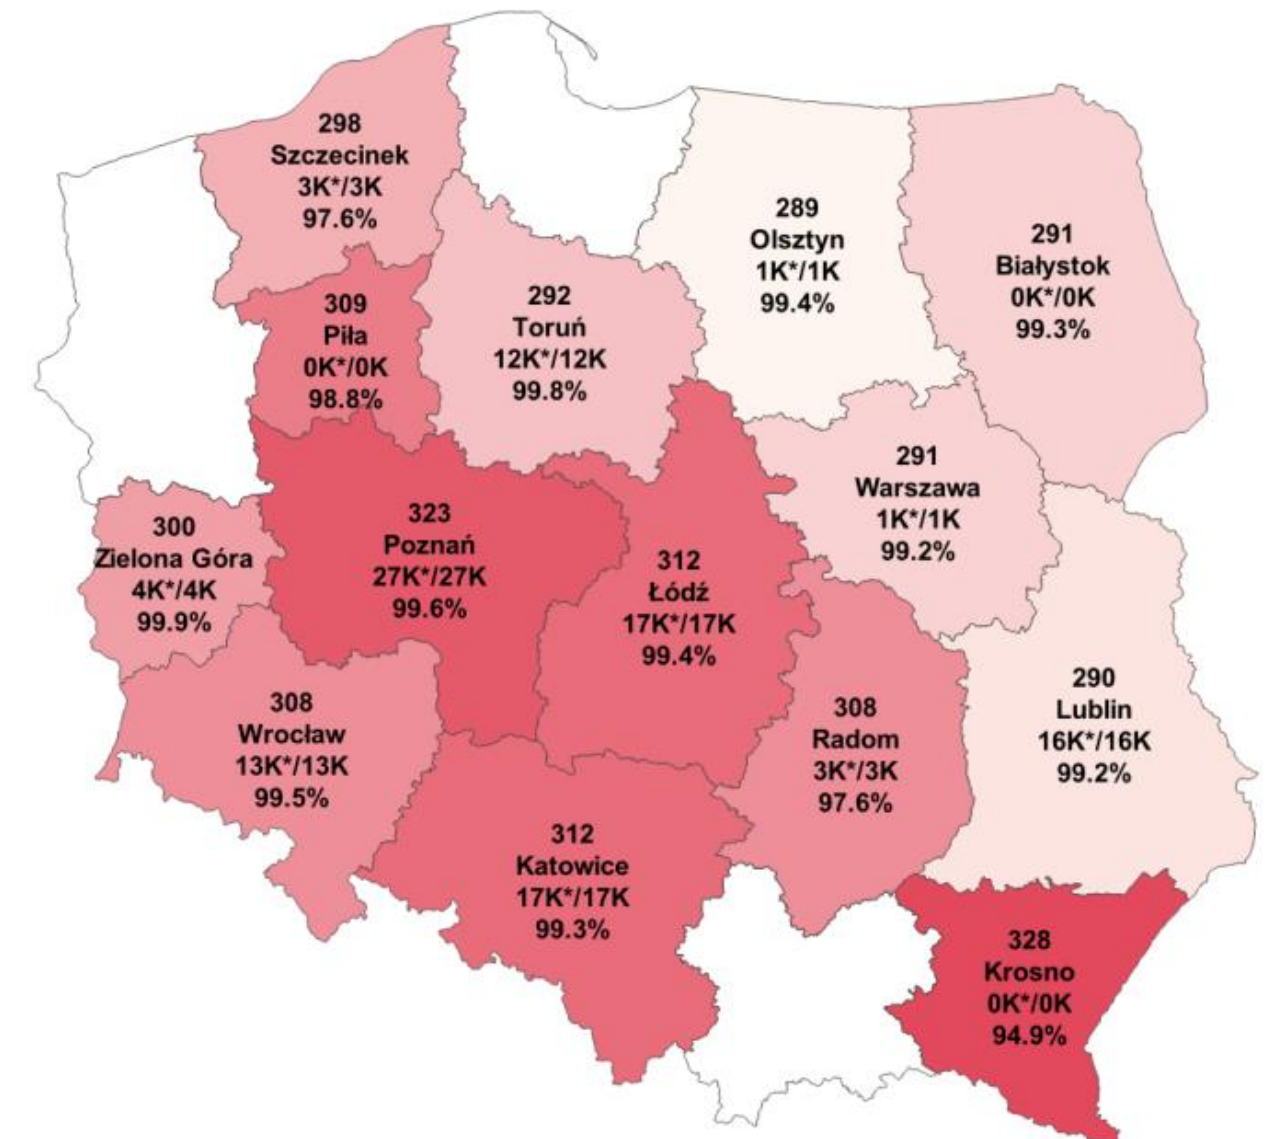 298
Szczecinek
3K*/3K
97.6%
289
Olsztyn
1K*/1K
99.4%
291
Białystok
0K*/0K
99.3%
309
Piła
0K*/0K
98.8%
292
Toruń
12K*/12K
99.8%
291
Warszawa
1K*/1K
99.2%
300
Zielona Góra
4K*/4K
99.9%
323
Poznań
27K*/27K
99.6%
312
Łódź
17K*/17K
99.4%
308
Wrocław
13K*/13K
99.5%
308
Radom
3K*/3K
97.6%
290
Lublin
16K*/16K
99.2%
312
Katowice
17K*/17K
99.3%
328
Krosno
0K*/0K
94.9%